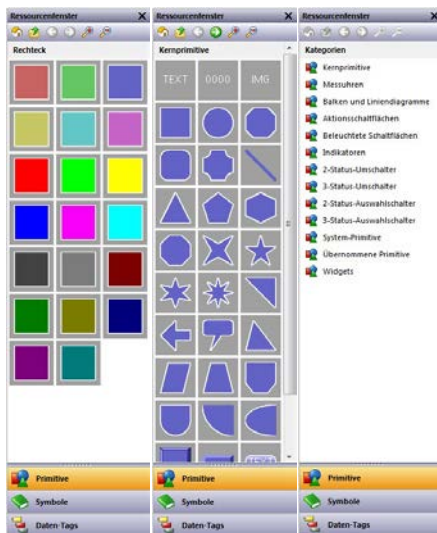 Ressourcenfenster
Rechteck
Primitive
Symbole
Daten-Tags
Ressourcenfenster
Kernprimitive
TEXT
0000
IMG
TEXT
Primitive
Symbole
Daten-Tags
Ressourcenfenster
Kategorien
Kernprimitive
Messuhren
Balken und Liniendiagramme
Aktionsschaltflächen
Beleuchtete Schaltflächen
Indikatoren
2-Status-Umschalter
3-Status-Umschalter
2-Status-Auswahlschalter
3-Status-Auswahlschalter
System-Primitive
Übernommene Primitive
Widgets
Primitive
Symbole
Daten-Tags